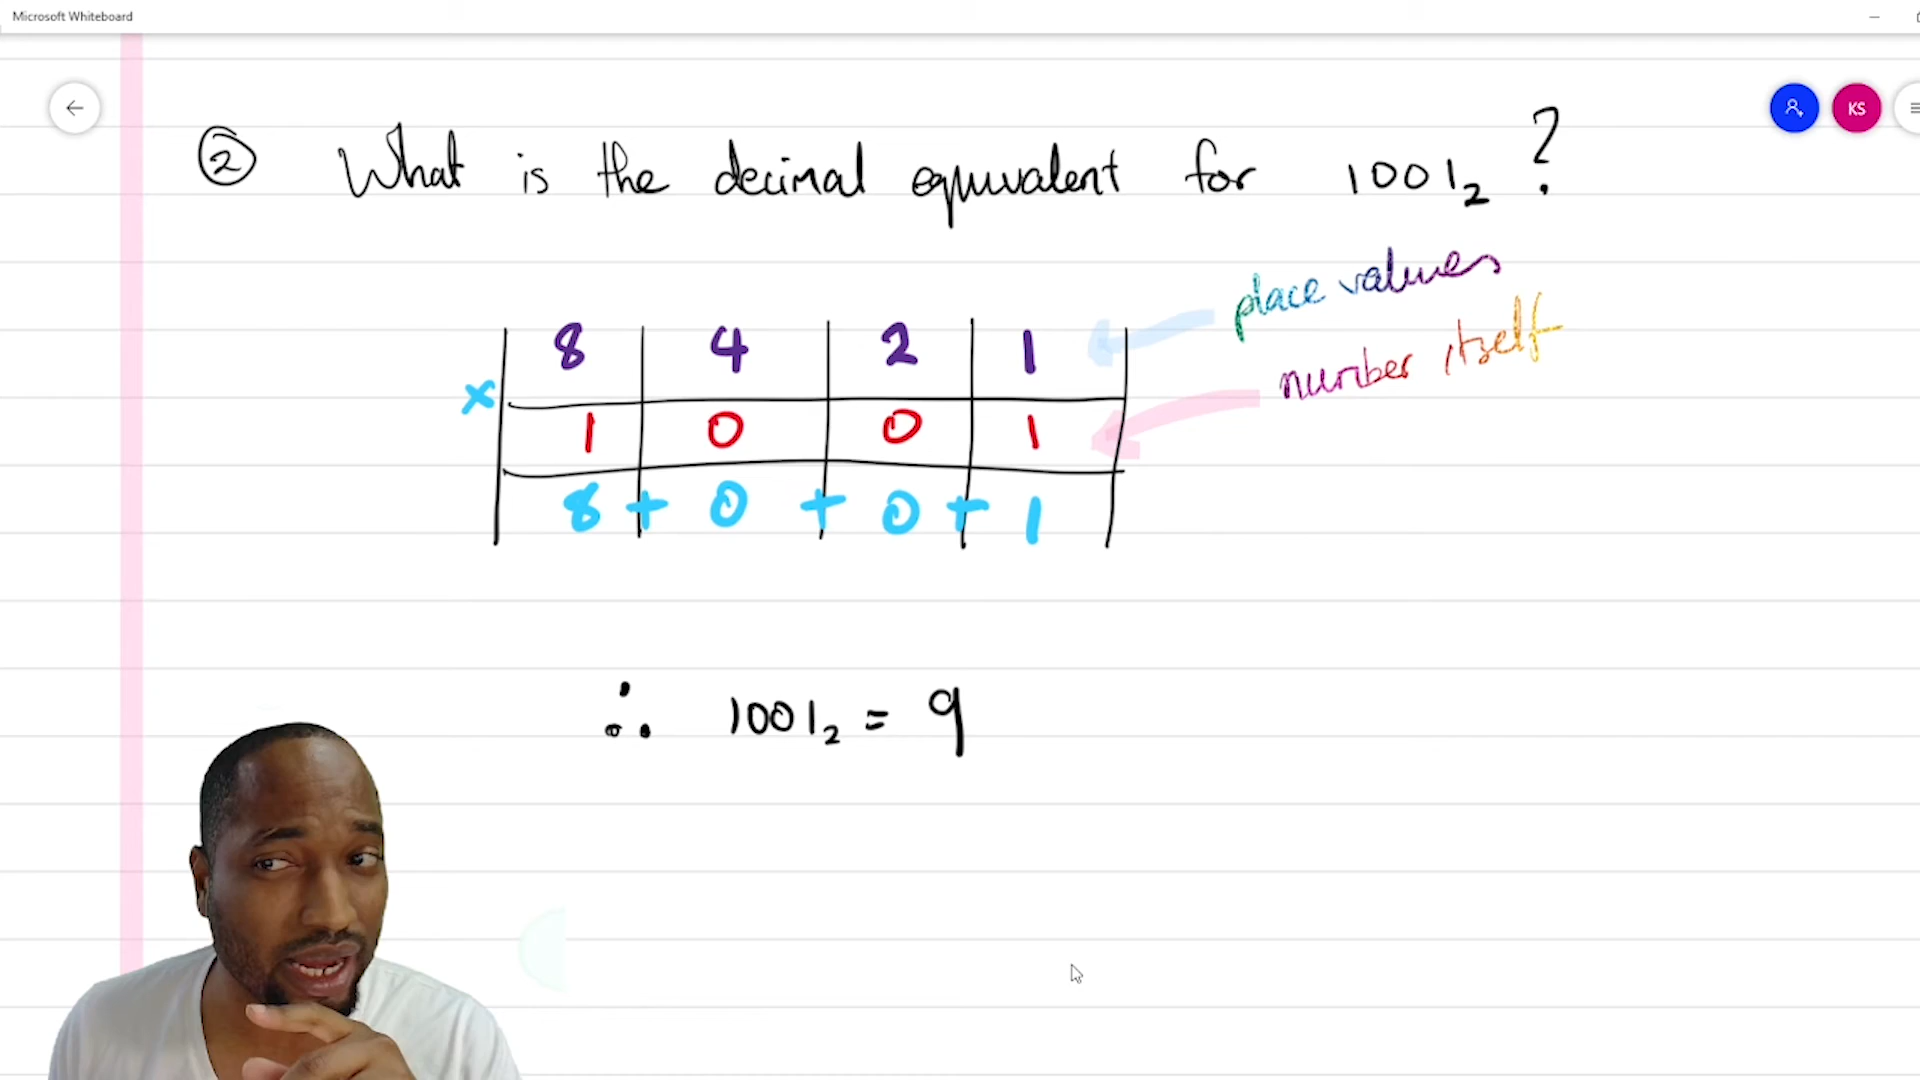 Microsoft Whiteboard
KS
② What is the decimal equivalent for 1001₂ ?
place values
number itself
8 4 2 1
×
1 0 0 1
8 + 0 + 0 + 1
∴ 1001₂ = 9